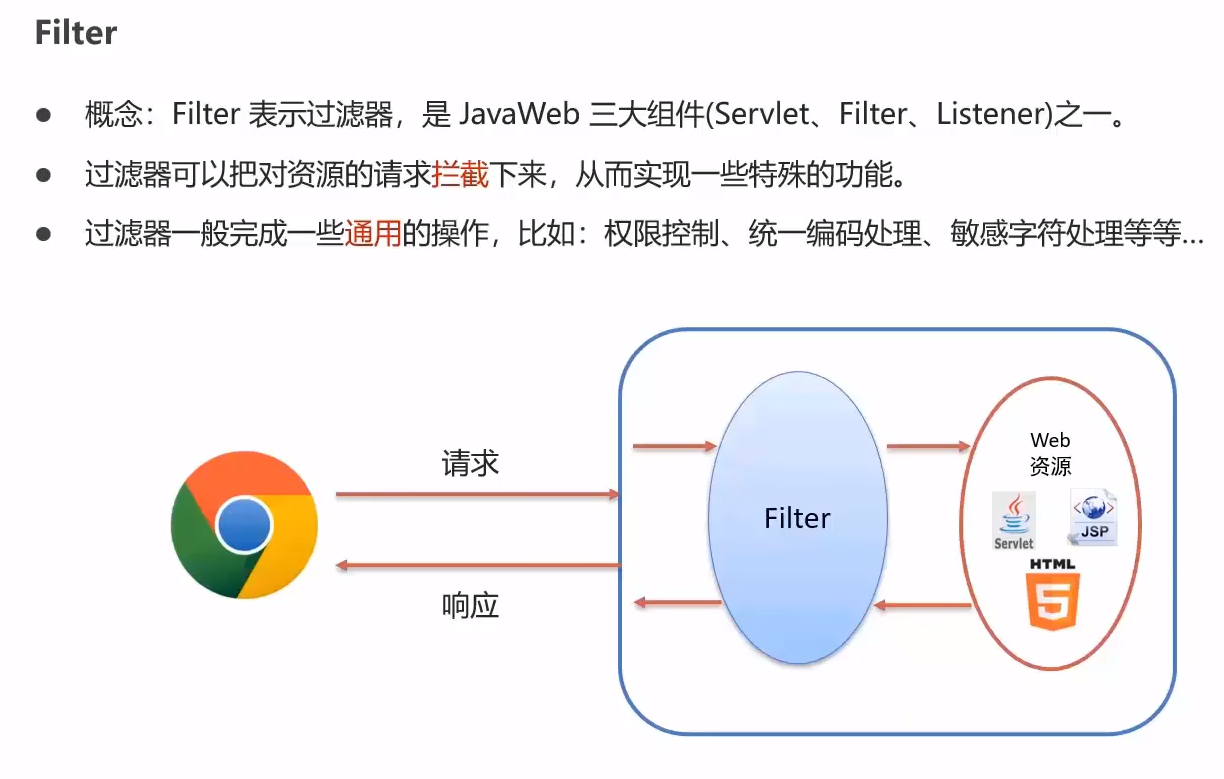 Filter
● 概念：Filter 表示过滤器，是 JavaWeb 三大组件(Servlet、Filter、Listener)之一。
● 过滤器可以把对资源的请求拦截下来，从而实现一些特殊的功能。
● 过滤器一般完成一些通用的操作，比如：权限控制、统一编码处理、敏感字符处理等等...
请求
响应
Filter
Web
资源
Servlet
JSP
HTML
5